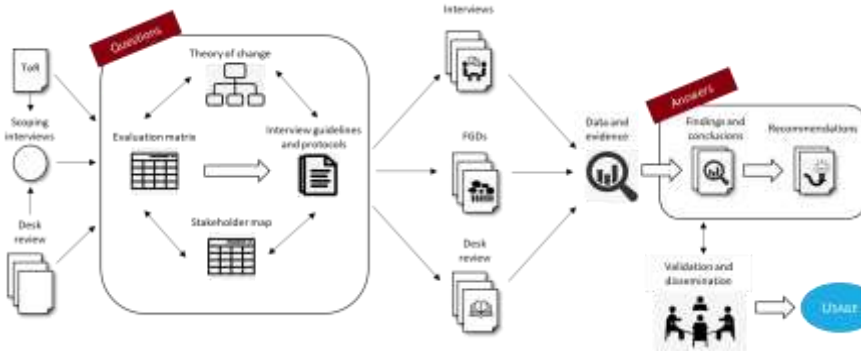 Questions
ToR
Scoping
interviews
Desk
review
Theory of change
Evaluation matrix
Interview guidelines
and protocols
Stakeholder map
Interviews
FGDs
Desk
review
Data and
evidence
Answers
Findings and
conclusions
Recommendations
Validation and
dissemination
USAGE